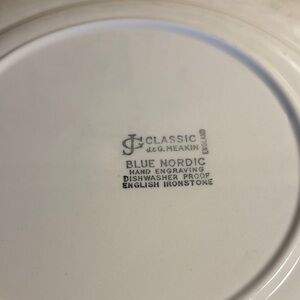 JG CLASSIC
J.&G. MEAKIN
ENGLAND
BLUE NORDIC
HAND ENGRAVING
DISHWASHER PROOF
ENGLISH IRONSTONE